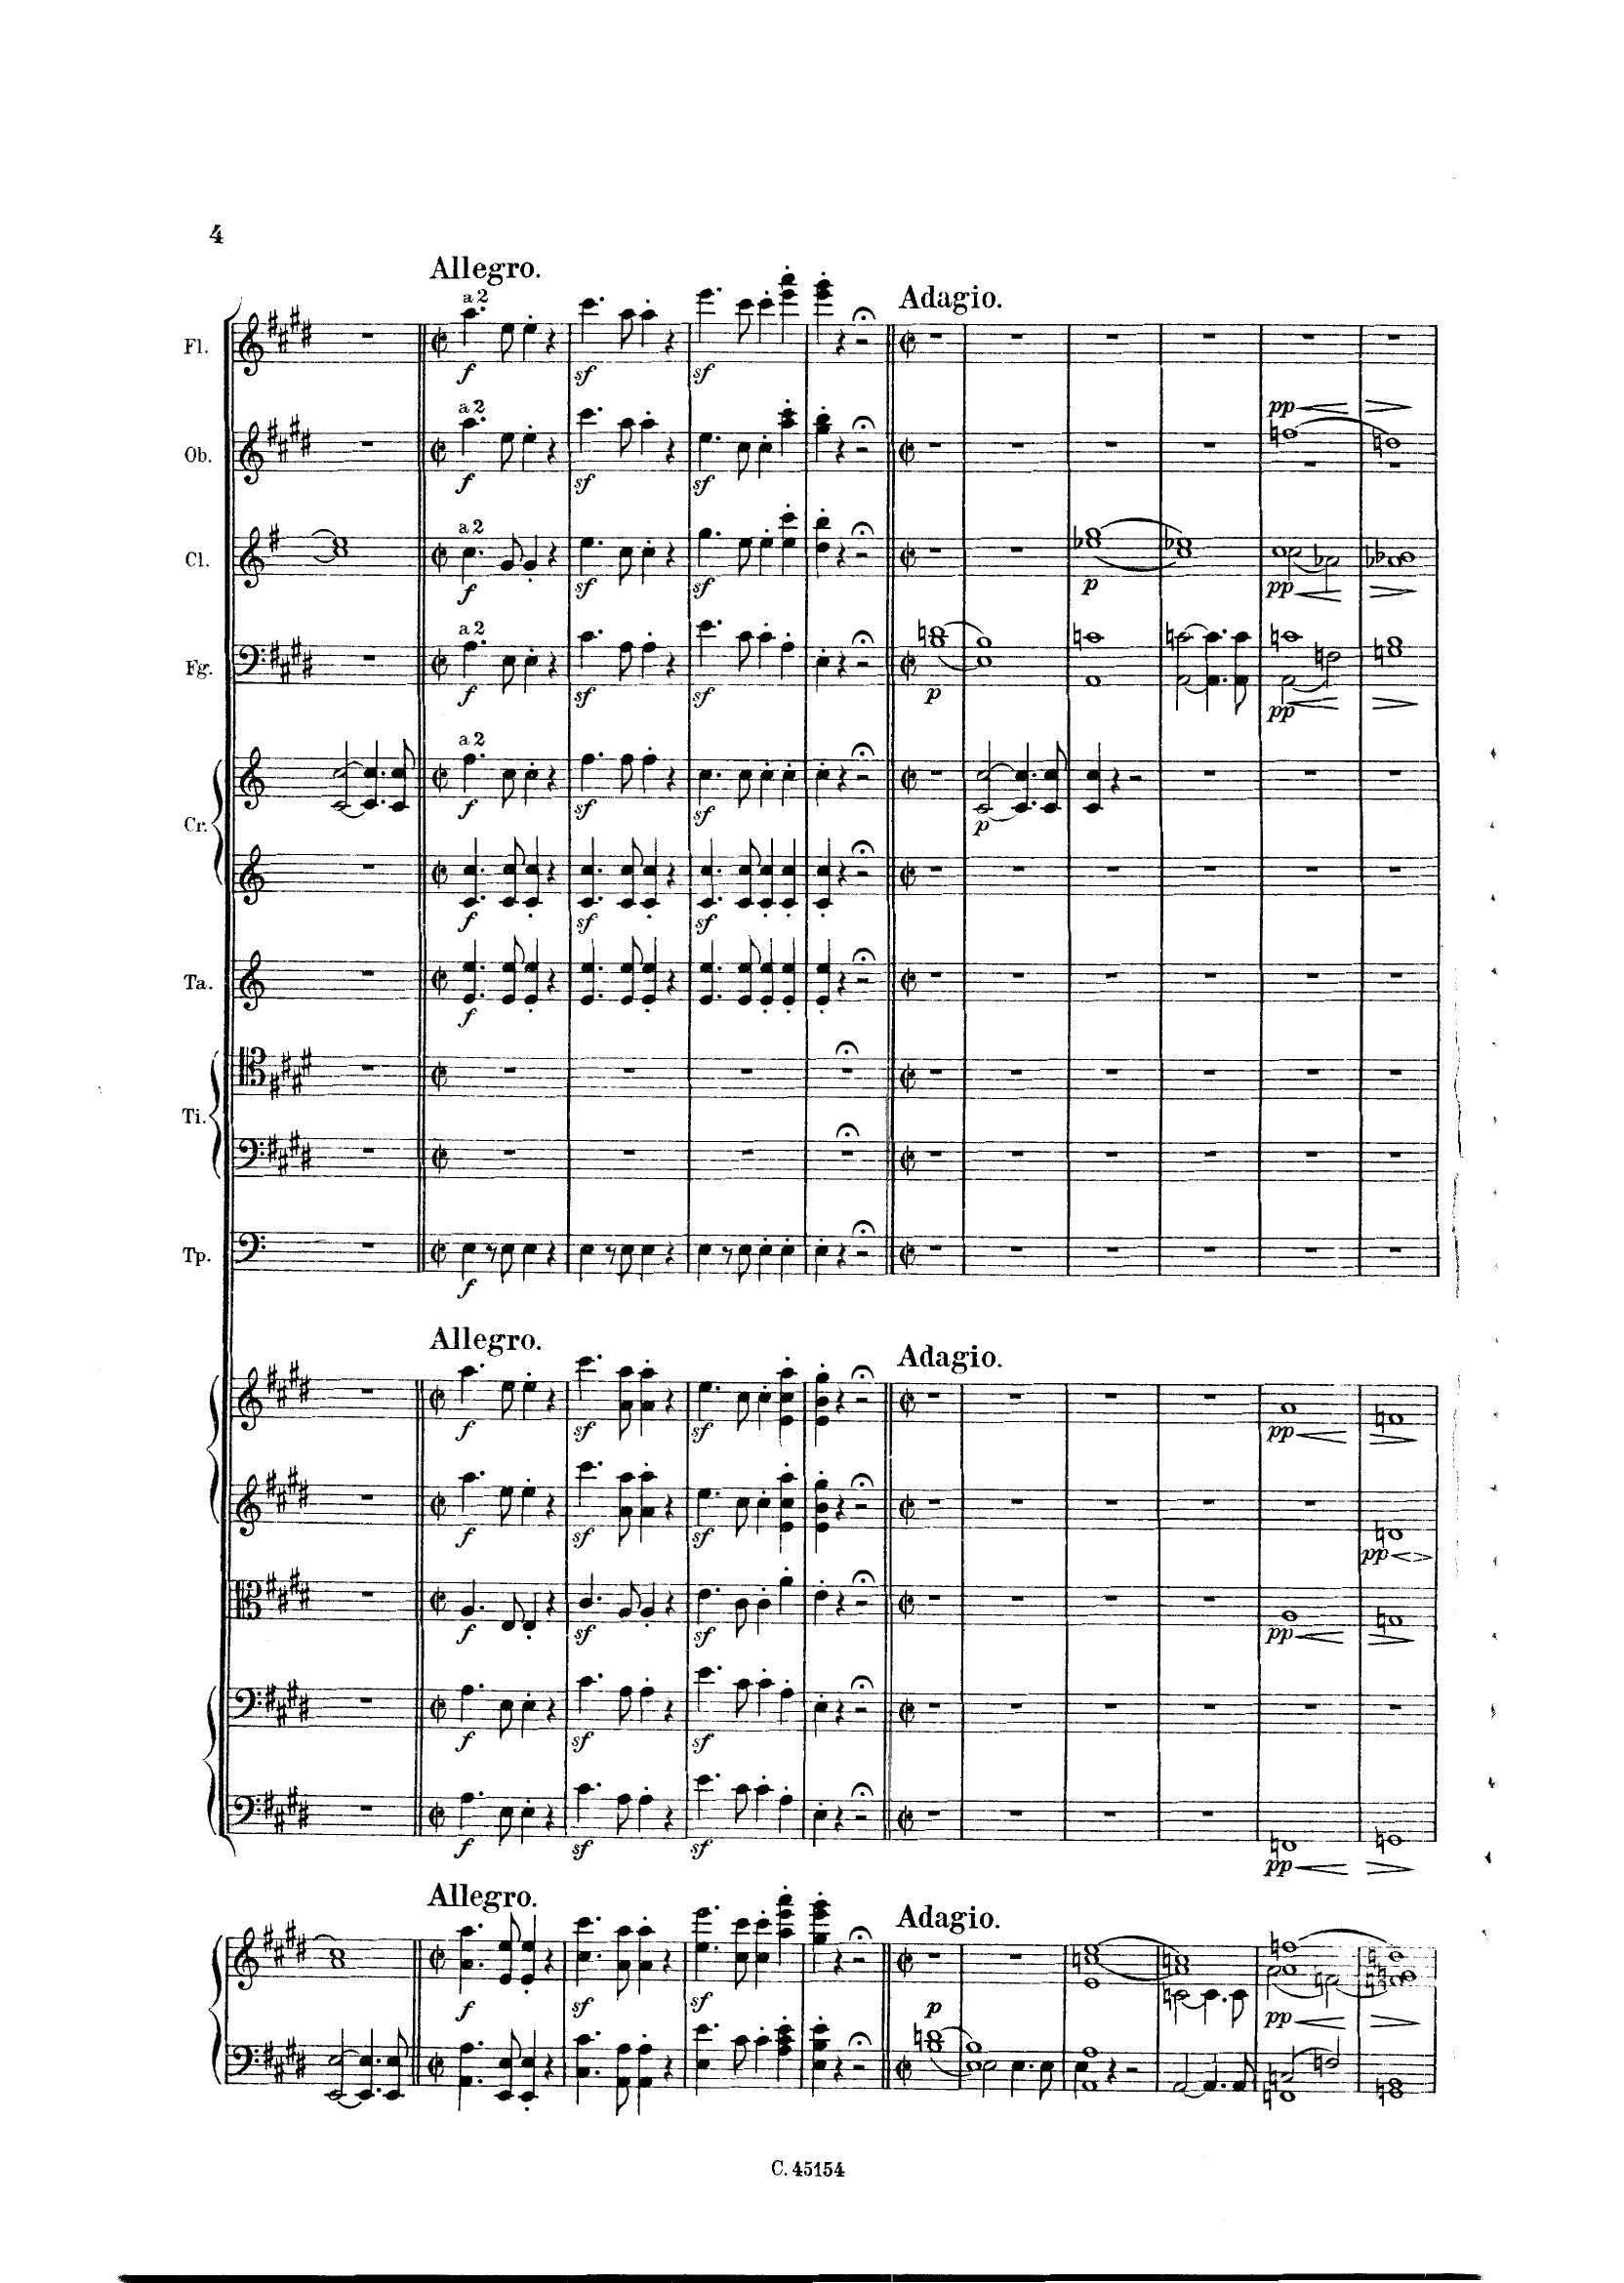 4
Allegro.
Adagio.
Fl.
a 2
f
sf
sf
Ob.
a 2
f
sf
sf
pp
Cl.
a 2
f
sf
sf
p
pp
Fg.
a 2
f
sf
sf
p
pp
Cr.
a 2
f
sf
sf
p
f
sf
sf
Ta.
f
Ti.
Tp.
f
Allegro.
Adagio.
f
sf
sf
pp
f
sf
sf
pp
f
sf
sf
pp
f
sf
sf
f
sf
sf
pp
Allegro.
Adagio.
f
sf
sf
p
pp
C. 45154